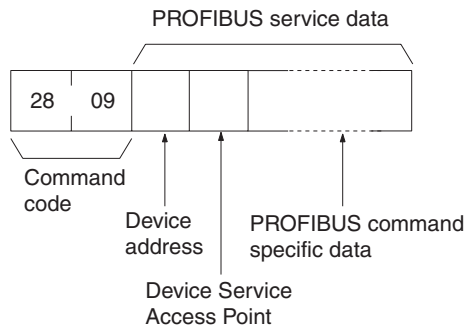 PROFIBUS service data
28 09
Command
code
Device
address
PROFIBUS command
specific data
Device Service
Access Point